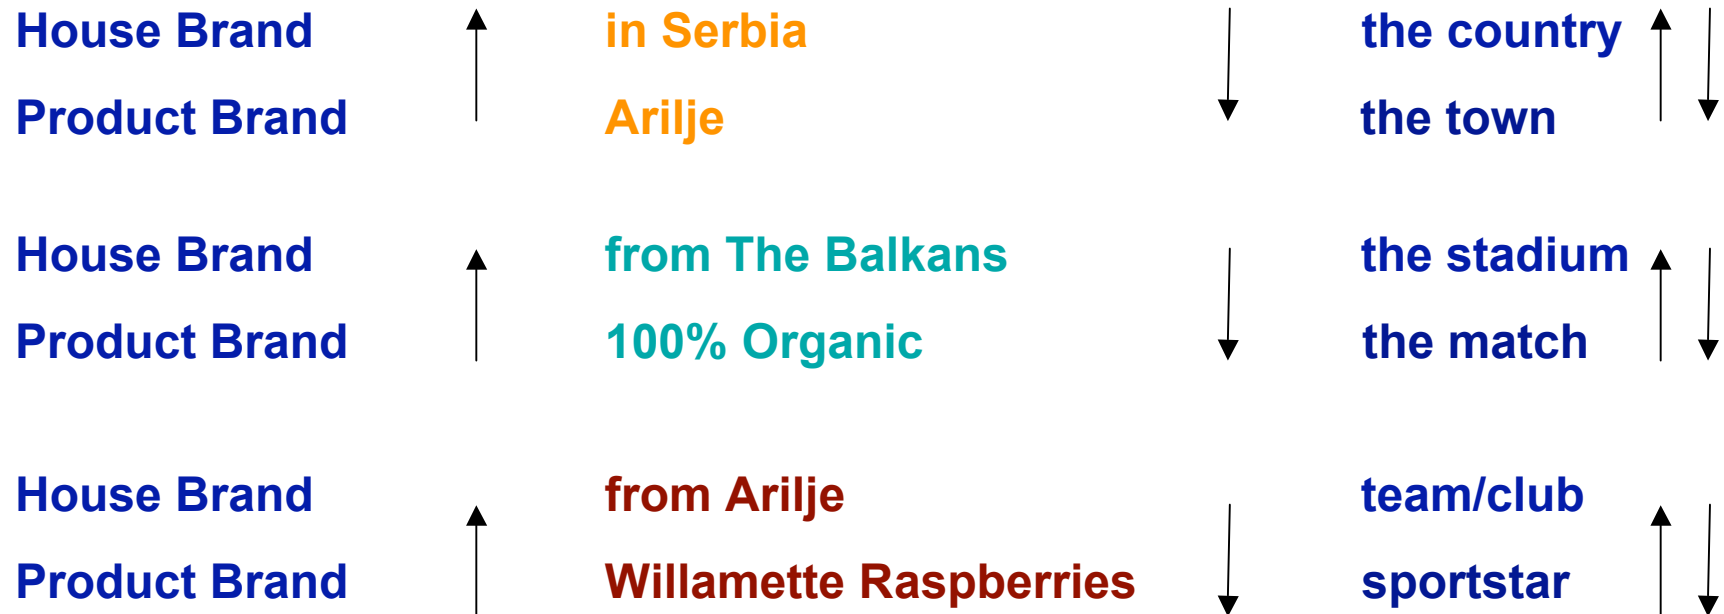 House Brand in Serbia the country
Product Brand Arilje the town
House Brand from The Balkans the stadium
Product Brand 100% Organic the match
House Brand from Arilje team/club
Product Brand Willamette Raspberries sportstar